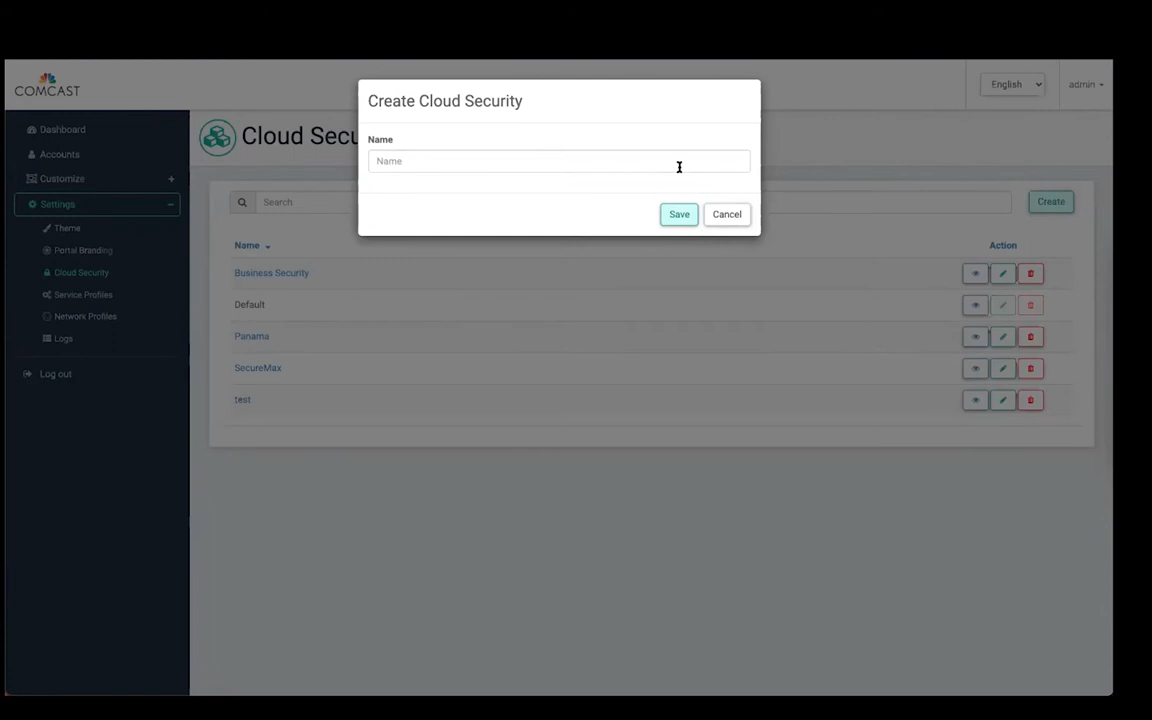 COMCAST
English
admin
Dashboard
Accounts
Customize
Settings
Theme
Portal Branding
Cloud Security
Service Profiles
Network Profiles
Logs
Log out
Cloud Secu
Create Cloud Security
Name
Name
Save
Cancel
Search
Create
Name
Action
Business Security
Default
Panama
SecureMax
test